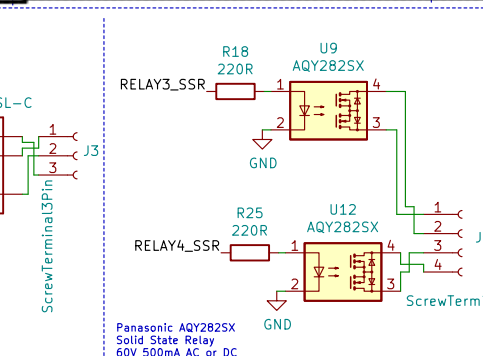 SL-C
1
2
3
J3
ScrewTerminal3Pin
R18
220R
RELAY3_SSR
U9
AQY282SX
1
2
4
3
GND
R25
220R
RELAY4_SSR
U12
AQY282SX
1
2
4
3
GND
1
2
3
4
J
ScrewTerm
Panasonic AQY282SX
Solid State Relay
60V 500mA AC or DC